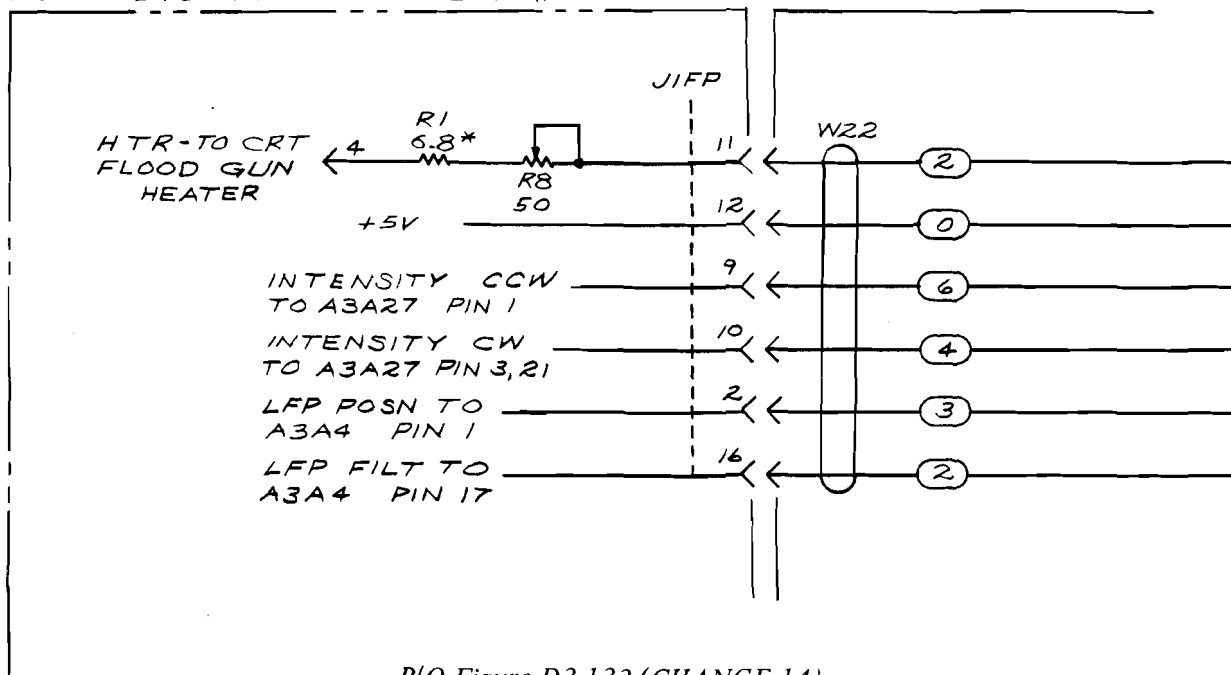 J1FP
HTR-TO CRT
FLOOD GUN
HEATER
4
R1
6.8*
R8
50
11
W22
2
+5V
12
0
INTENSITY CCW
TO A3A27 PIN 1
9
6
INTENSITY CW
TO A3A27 PIN 3,21
10
4
LFP POSN TO
A3A4 PIN 1
2
3
LFP FILT TO
A3A4 PIN 17
16
2
P/O Figure D3-132 (CHANGE 14)